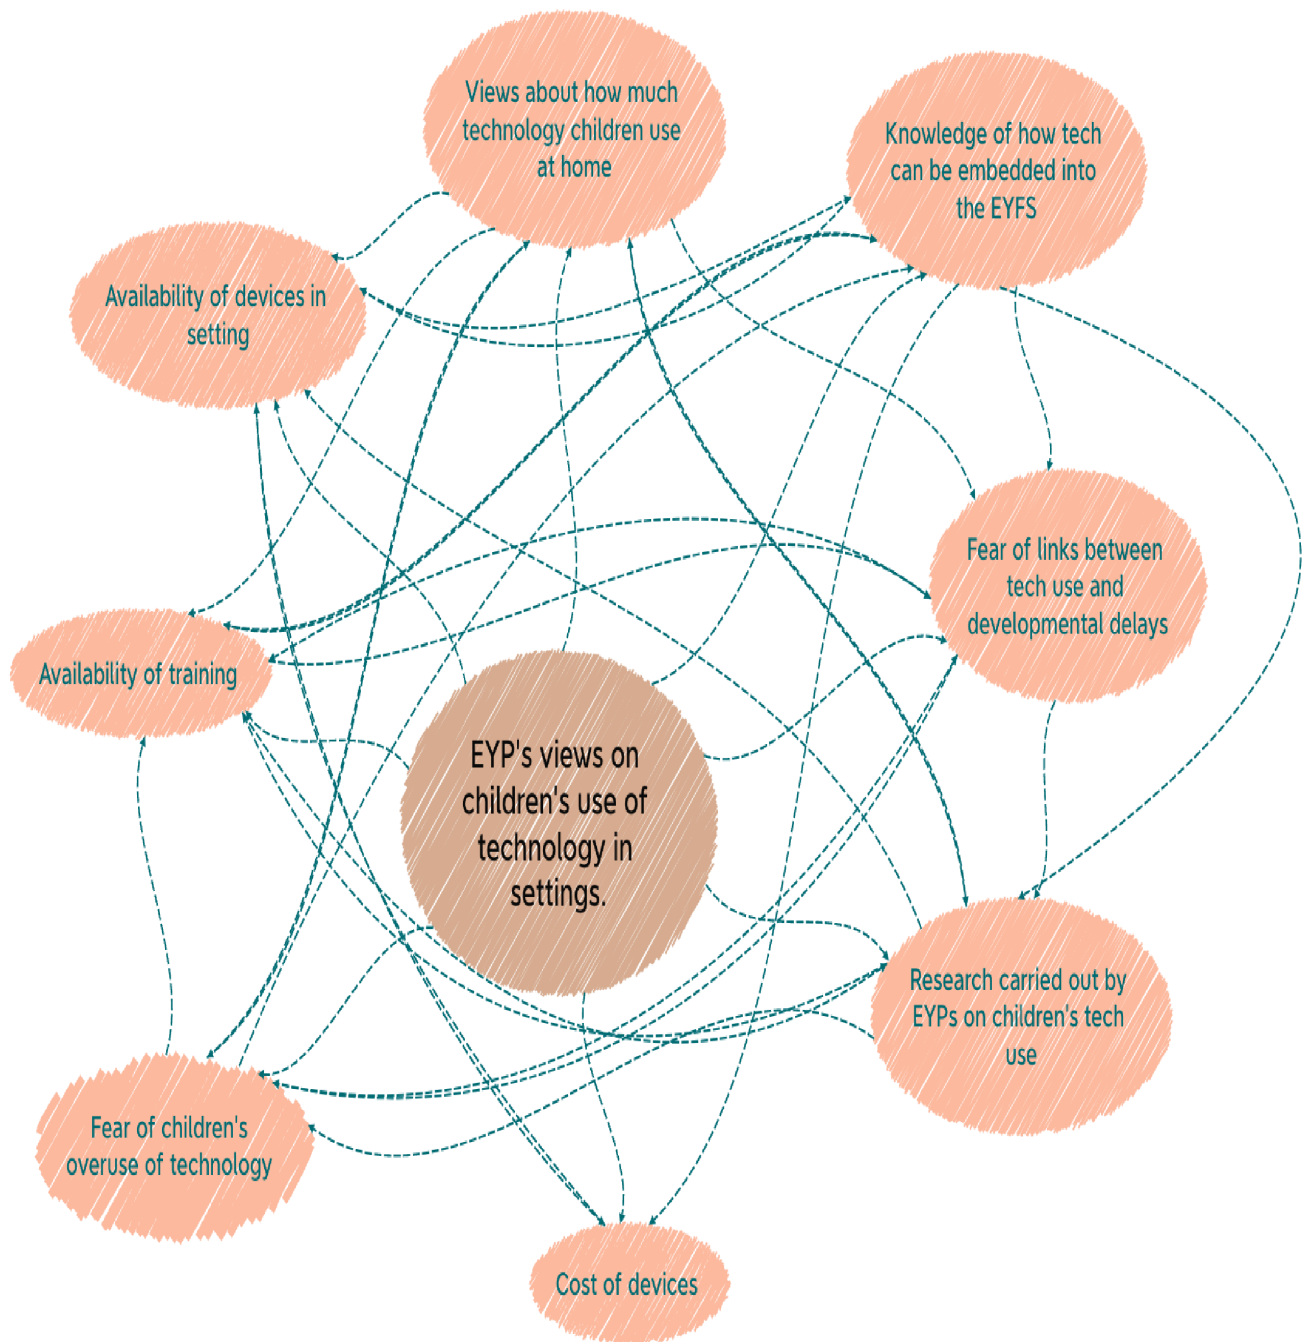 Views about how much
technology children use
at home
Knowledge of how tech
can be embedded into
the EYFS
Availability of devices in
setting
Fear of links between
tech use and
developmental delays
Availability of training
EYP's views on
children's use of
technology in
settings.
Research carried out by
EYPs on children's tech
use
Fear of children's
overuse of technology
Cost of devices